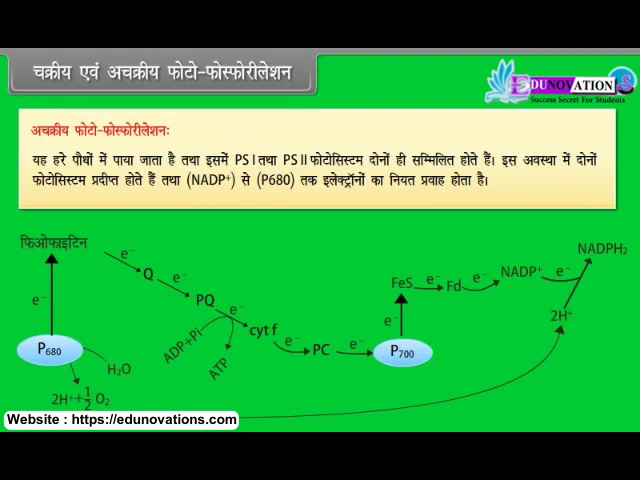 चक्रीय एवं अचक्रीय फोटो-फोस्फोरीलेशन
EDUNOVATIONS
Success Secret For Students
अचक्रीय फोटो-फोस्फोरीलेशनः
यह हरे पौधों में पाया जाता है तथा इसमें PS I तथा PS II फोटोसिस्टम दोनों ही सम्मिलित होते हैं। इस अवस्था में दोनों
फोटोसिस्टम प्रदीप्त होते हैं तथा (NADP⁺) से (P680) तक इलेक्ट्रॉनों का नियत प्रवाह होता है।
फिओफाइटिन
e⁻
Q
e⁻
PQ
e⁻
cyt f
e⁻
PC
e⁻
P₇₀₀
e⁻
FeS
e⁻
Fd
e⁻
NADP⁺
e⁻
NADPH₂
2H⁺
e⁻
P₆₈₀
H₂O
ADP+Pi
ATP
2H⁺+½ O₂
Website : https://edunovations.com